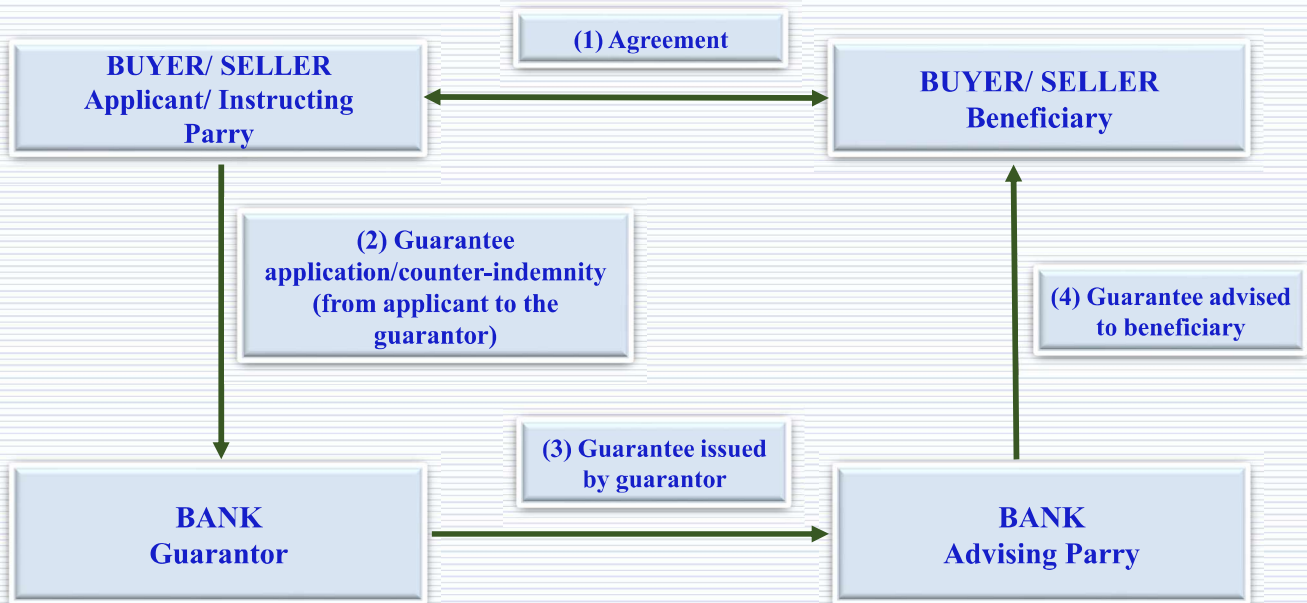 (1) Agreement
BUYER/ SELLER
Applicant/ Instructing
Parry
BUYER/ SELLER
Beneficiary
(2) Guarantee
application/counter-indemnity
(from applicant to the
guarantor)
(4) Guarantee advised
to beneficiary
(3) Guarantee issued
by guarantor
BANK
Guarantor
BANK
Advising Parry